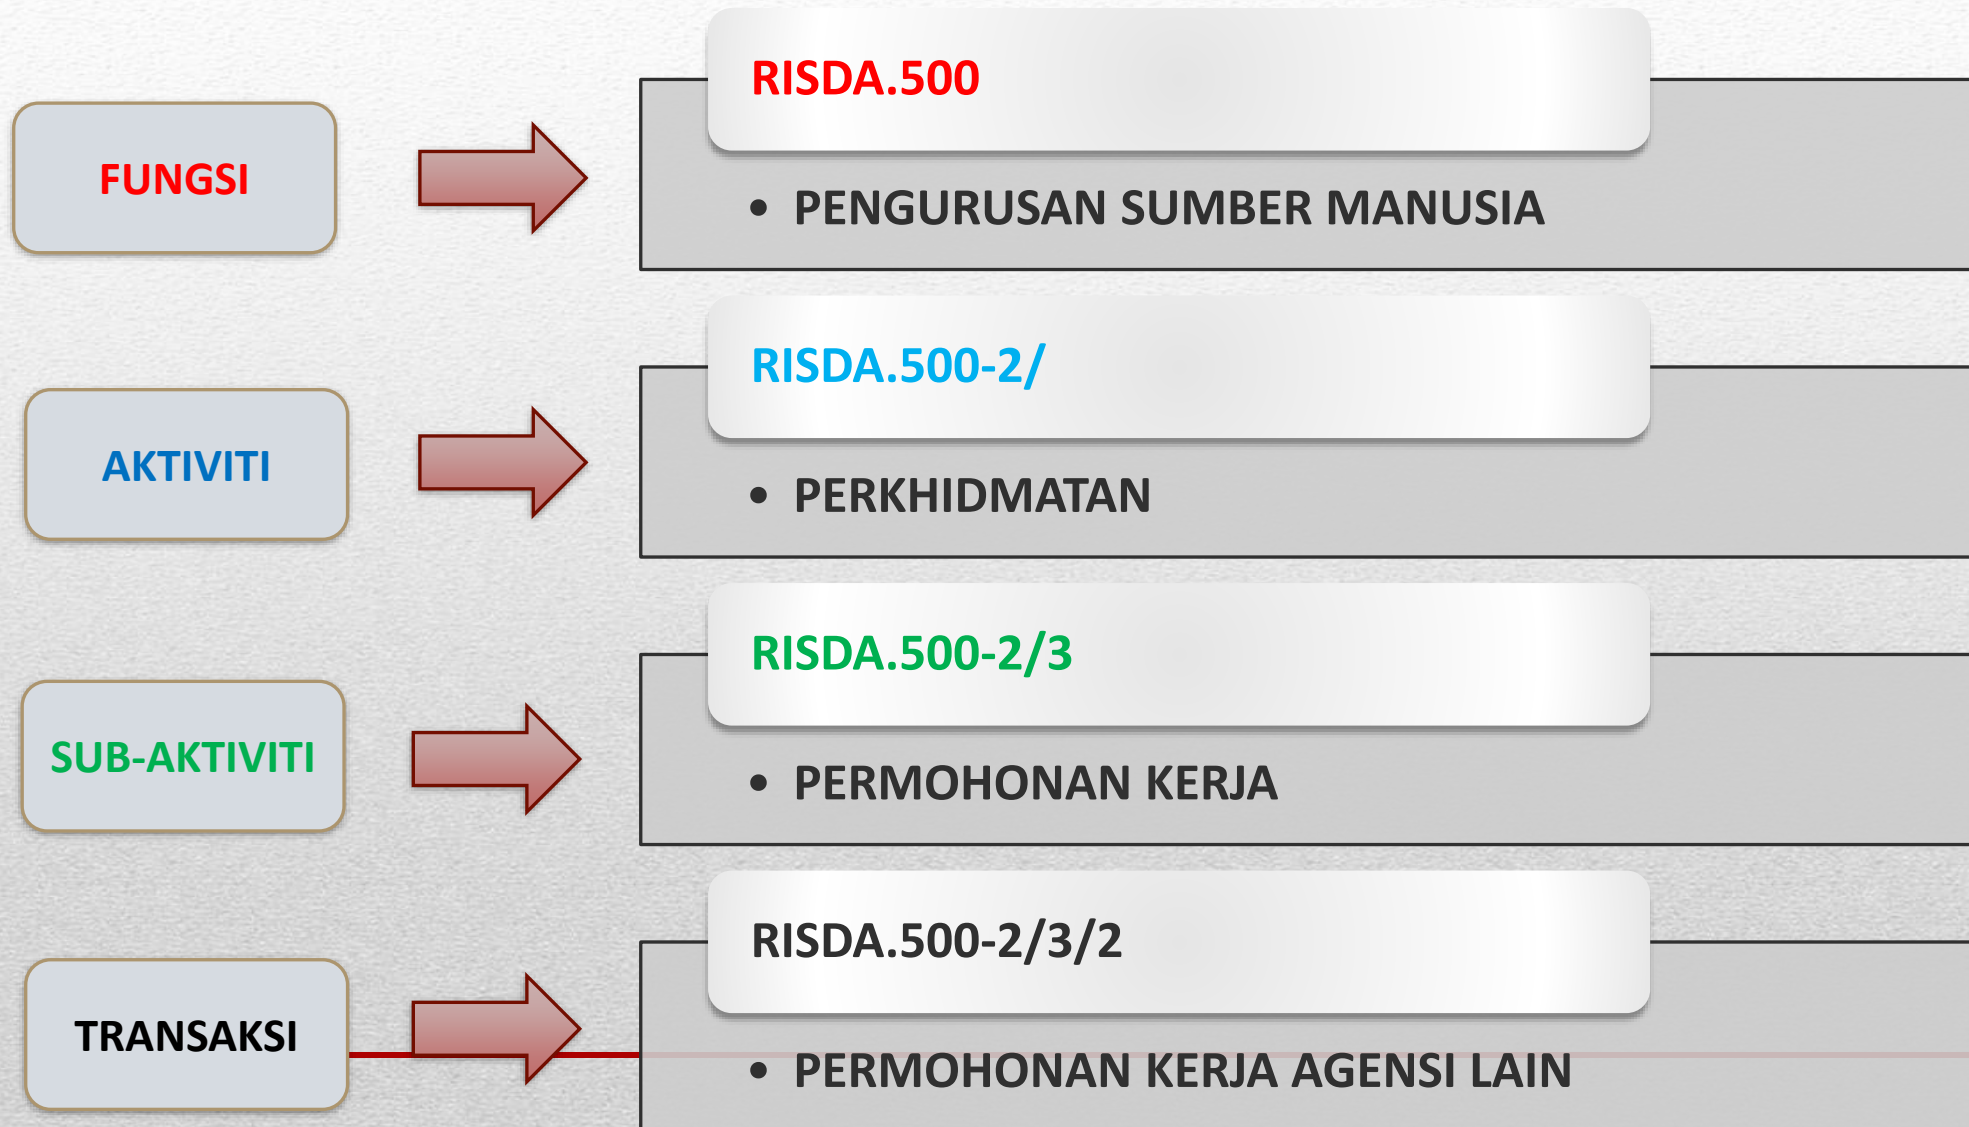 FUNGSI
RISDA.500
• PENGURUSAN SUMBER MANUSIA
AKTIVITI
RISDA.500-2/
• PERKHIDMATAN
SUB-AKTIVITI
RISDA.500-2/3
• PERMOHONAN KERJA
TRANSAKSI
RISDA.500-2/3/2
• PERMOHONAN KERJA AGENSI LAIN